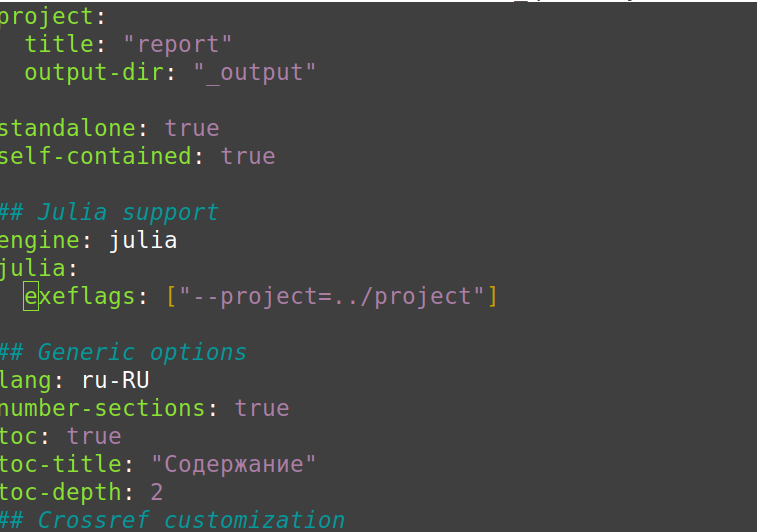 project:
  title: "report"
  output-dir: "_output"
standalone: true
self-contained: true
## Julia support
engine: julia
julia:
  exeflags: ["--project=../project"]
## Generic options
lang: ru-RU
number-sections: true
toc: true
toc-title: "Содержание"
toc-depth: 2
## Crossref customization